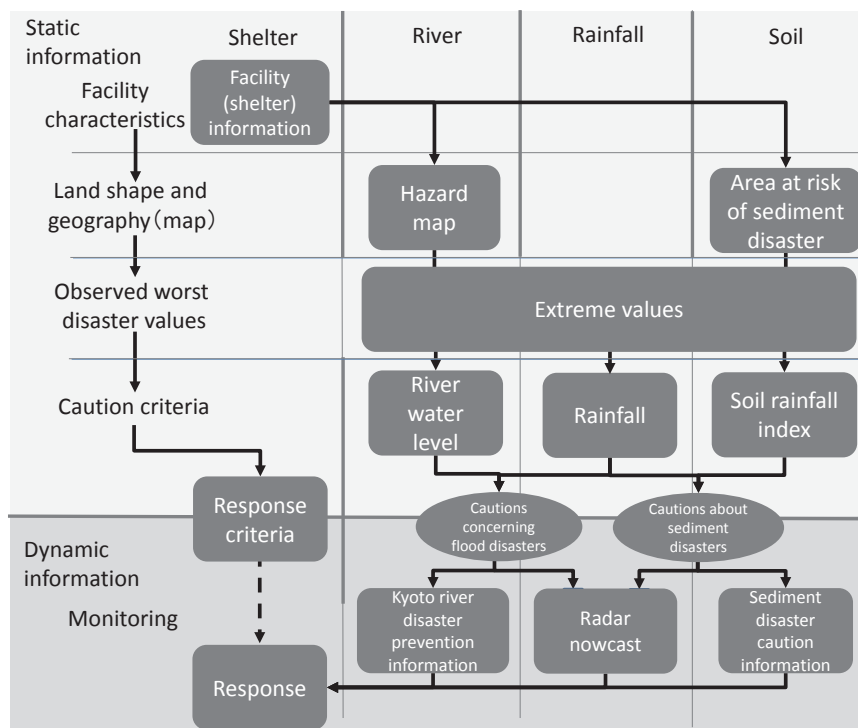 Static
information
Shelter
River
Rainfall
Soil
Facility
characteristics
Facility
(shelter)
information
Land shape and
geography（map）
Hazard
map
Area at risk
of sediment
disaster
Observed worst
disaster values
Extreme values
Caution criteria
River
water
level
Rainfall
Soil rainfall
index
Response
criteria
Cautions
concerning
flood disasters
Cautions about
sediment
disasters
Dynamic
information
Monitoring
Kyoto river
disaster
prevention
information
Radar
nowcast
Sediment
disaster
caution
information
Response